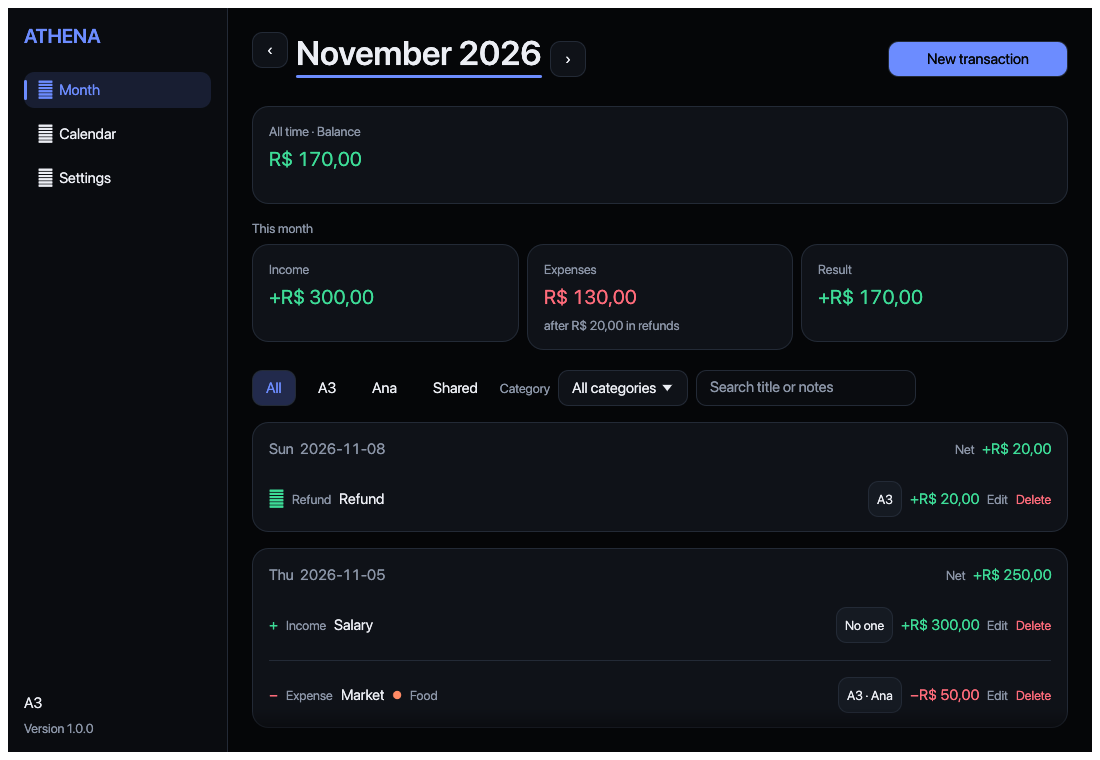 ATHENA
Month
Calendar
Settings
A3
Version 1.0.0
‹ November 2026 ›
New transaction
All time · Balance
R$ 170,00
This month
Income
+R$ 300,00
Expenses
R$ 130,00
after R$ 20,00 in refunds
Result
+R$ 170,00
All A3 Ana Shared Category All categories ▼ Search title or notes
Sun 2026-11-08 Net +R$ 20,00
Refund Refund A3 +R$ 20,00 Edit Delete
Thu 2026-11-05 Net +R$ 250,00
+ Income Salary No one +R$ 300,00 Edit Delete
− Expense Market Food A3 · Ana −R$ 50,00 Edit Delete